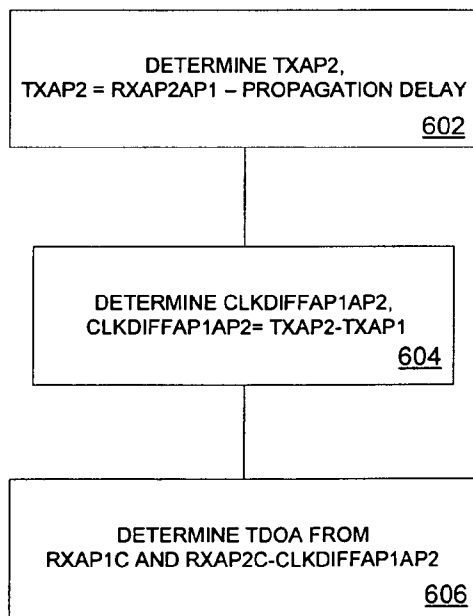 DETERMINE TXAP2,
TXAP2 = RXAP2AP1 – PROPAGATION DELAY
602
DETERMINE CLKDIFFAP1AP2,
CLKDIFFAP1AP2= TXAP2-TXAP1
604
DETERMINE TDOA FROM
RXAP1C AND RXAP2C-CLKDIFFAP1AP2
606